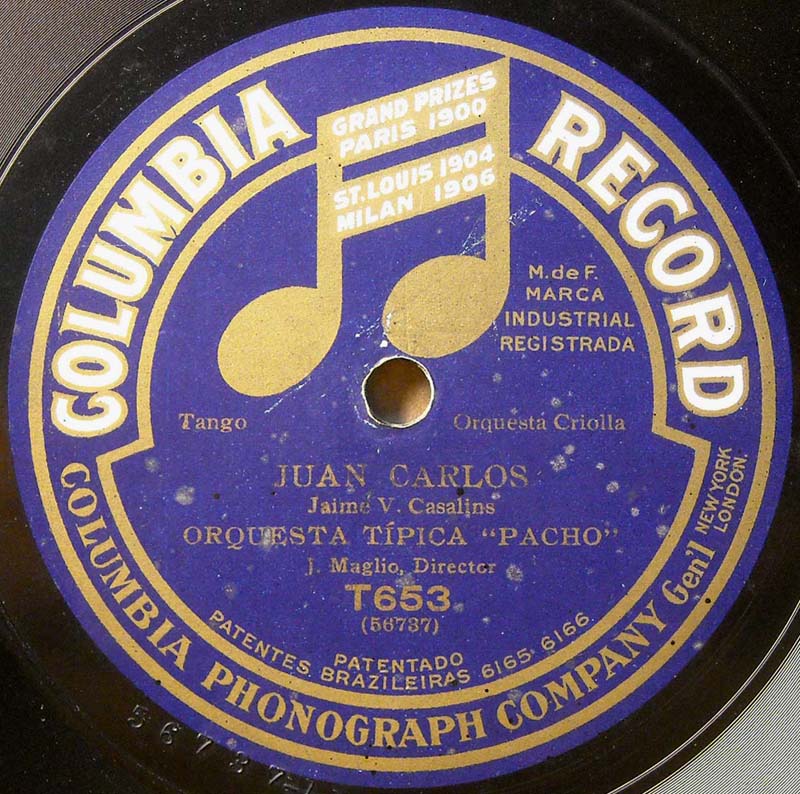 COLUMBIA RECORD
GRAND PRIZES
PARIS 1900
ST. LOUIS 1904
MILAN 1906
M. de F.
MARCA
INDUSTRIAL
REGISTRADA
Tango
Orquesta Criolla
JUAN CARLOS
Jaime V. Casalins
ORQUESTA TÍPICA “PACHO”
J. Maglio, Director
T653
(56737)
PATENTADO
PATENTES BRAZILEIRAS 6165-6166
COLUMBIA PHONOGRAPH COMPANY Gen'l NEW YORK
LONDON.
56737-1